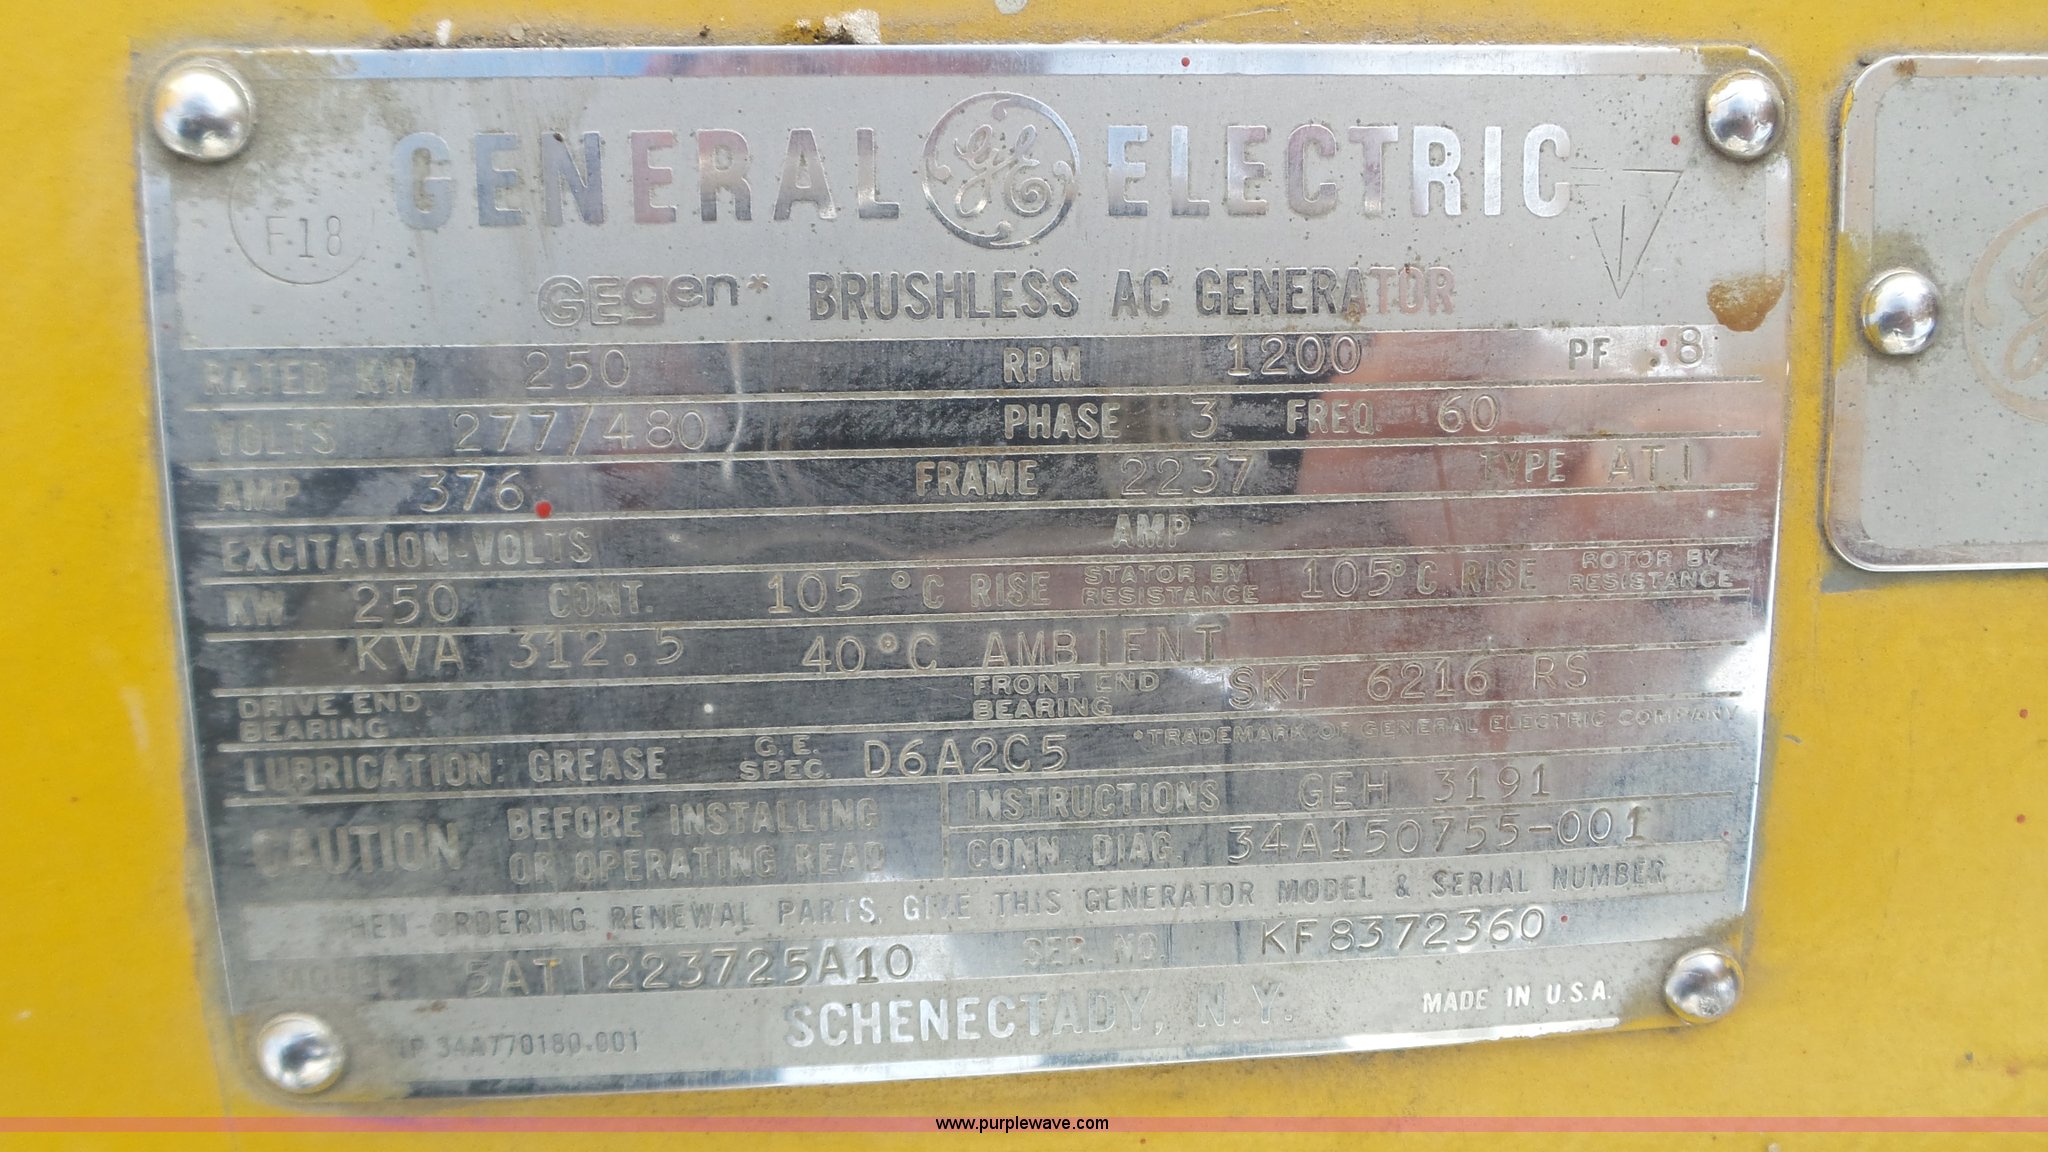 GENERAL GE ELECTRIC
F18
GEgen* BRUSHLESS AC GENERATOR
RATED KW 250 RPM 1200 PF .8
VOLTS 277/480 PHASE 3 FREQ. 60
AMP 376 FRAME 2237 TYPE ATI
EXCITATION-VOLTS AMP
KW 250 CONT. 105 °C RISE STATOR BY RESISTANCE 105°C RISE ROTOR BY RESISTANCE
KVA 312.5 40°C AMBIENT
DRIVE END BEARING FRONT END BEARING SKF 6216 RS
*TRADEMARK OF GENERAL ELECTRIC COMPANY
LUBRICATION: GREASE G.E. SPEC. D6A2C5
CAUTION BEFORE INSTALLING OR OPERATING READ
INSTRUCTIONS GEH 3191
CONN. DIAG. 34A150755-001
WHEN ORDERING RENEWAL PARTS, GIVE THIS GENERATOR MODEL & SERIAL NUMBER
MODEL 5ATI223725A10 SER. NO. KF8372360
NP 34A770180-001 SCHENECTADY, N.Y. MADE IN U.S.A.
www.purplewave.com